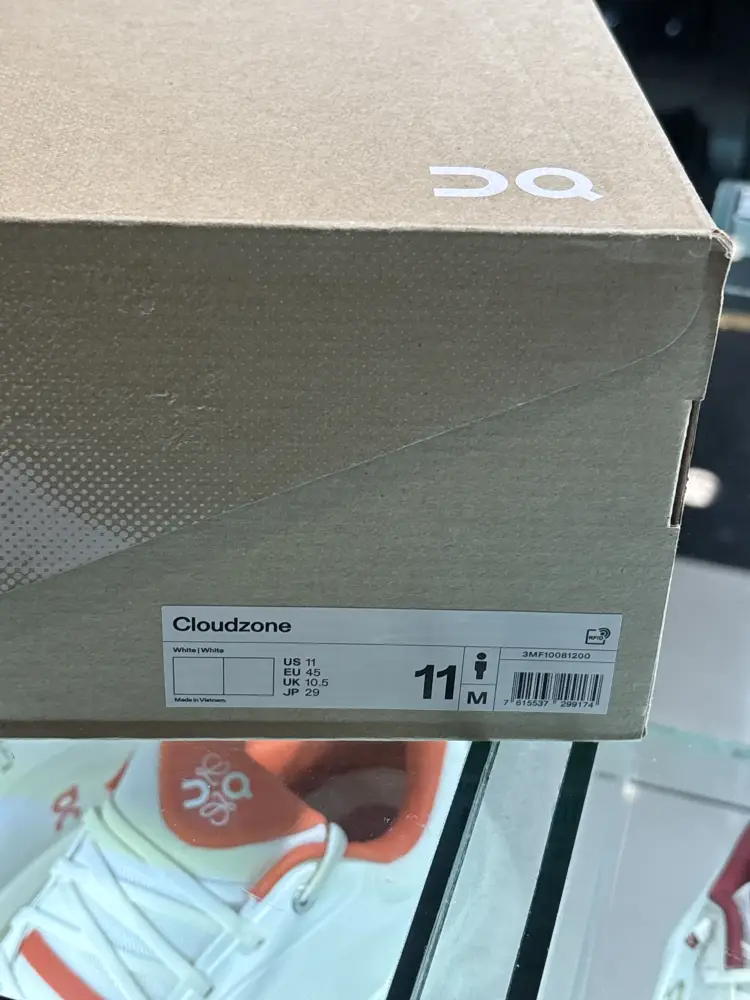 On
Cloudzone
RFID
White | White
US 11
EU 45
UK 10.5
JP 29
Made in Vietnam
11
M
3MF10081200
7 615537 299174
On